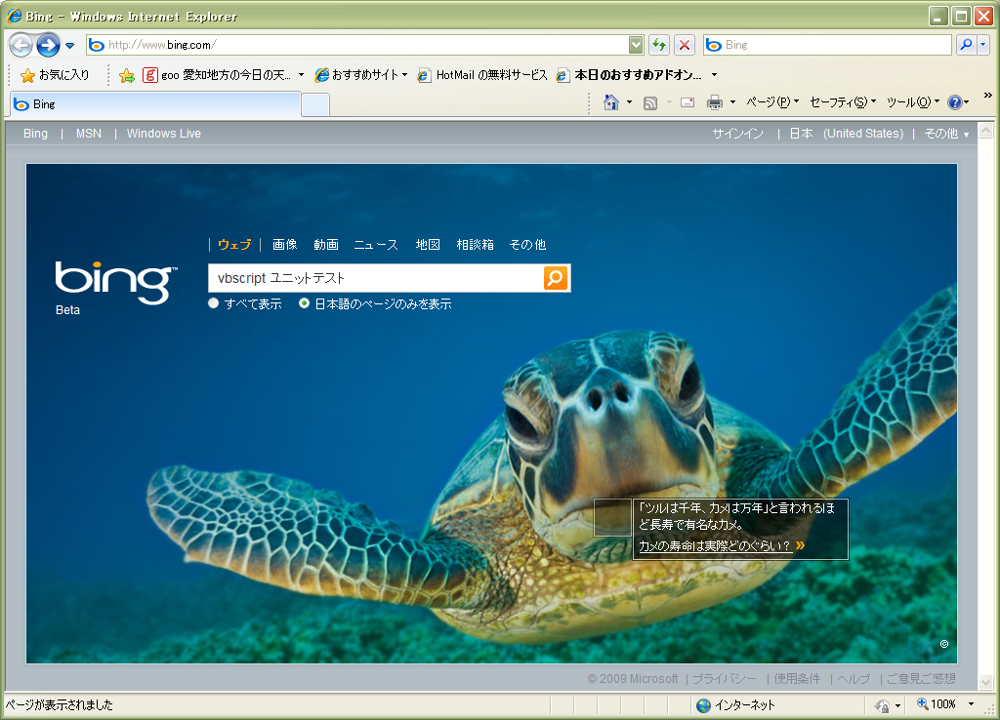 Bing - Windows Internet Explorer
http://www.bing.com/
Bing
お気に入り
goo 愛知地方の今日の天...
おすすめサイト
HotMail の無料サービス
本日のおすすめアドオン...
Bing
ページ(P)
セーフティ(S)
ツール(O)
»
Bing | MSN | Windows Live
サインイン | 日本 (United States) | その他
| ウェブ | 画像 動画 ニュース 地図 相談箱 その他
bing™
Beta
vbscript ユニットテスト
すべて表示 日本語のページのみを表示
「ツルは千年、カメは万年」と言われるほ
ど長寿で有名なカメ。
カメの寿命は実際どのぐらい? »
©
© 2009 Microsoft | プライバシー | 使用条件 | ヘルプ | ご意見ご感想
ページが表示されました
インターネット
100%